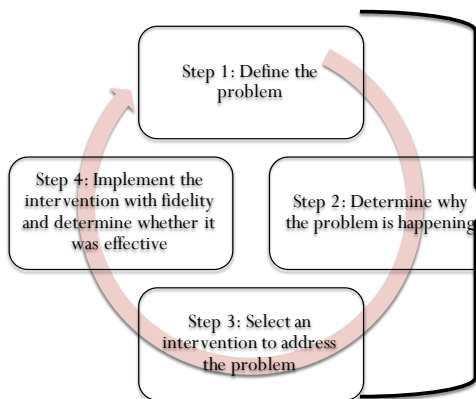 Step 1: Define the
problem
Step 4: Implement the
intervention with fidelity
and determine whether it
was effective
Step 2: Determine why
the problem is happening
Step 3: Select an
intervention to address
the problem